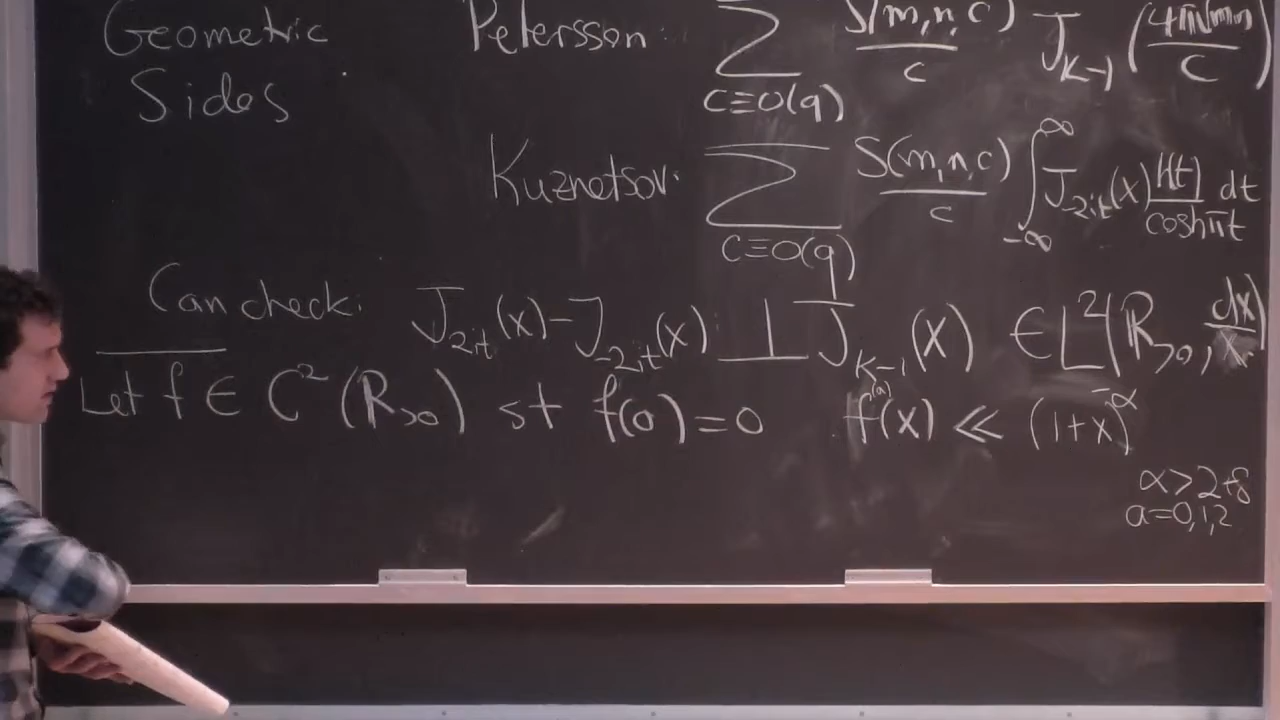 Geometric Sides
Petersson: ∑_{c≡0(q)} S(m,n,c)/c J_{k-1}(4π√mn/c)
Kuznetsov: ∑_{c≡0(q)} S(m,n,c)/c ∫_{-∞}^{∞} J_{-2it}(x) H(t)/cosh πt dt
Can check: J_{2it}(x) - J_{-2it}(x) ⊥ J_{k-1}(x) ∈ L²(R_{>0}, dx/x)
Let f ∈ C²(R_{>0}) st f(0)=0 f^{(a)}(x) ≪ (1+x)^{-α}
α>2+δ
a=0,1,2